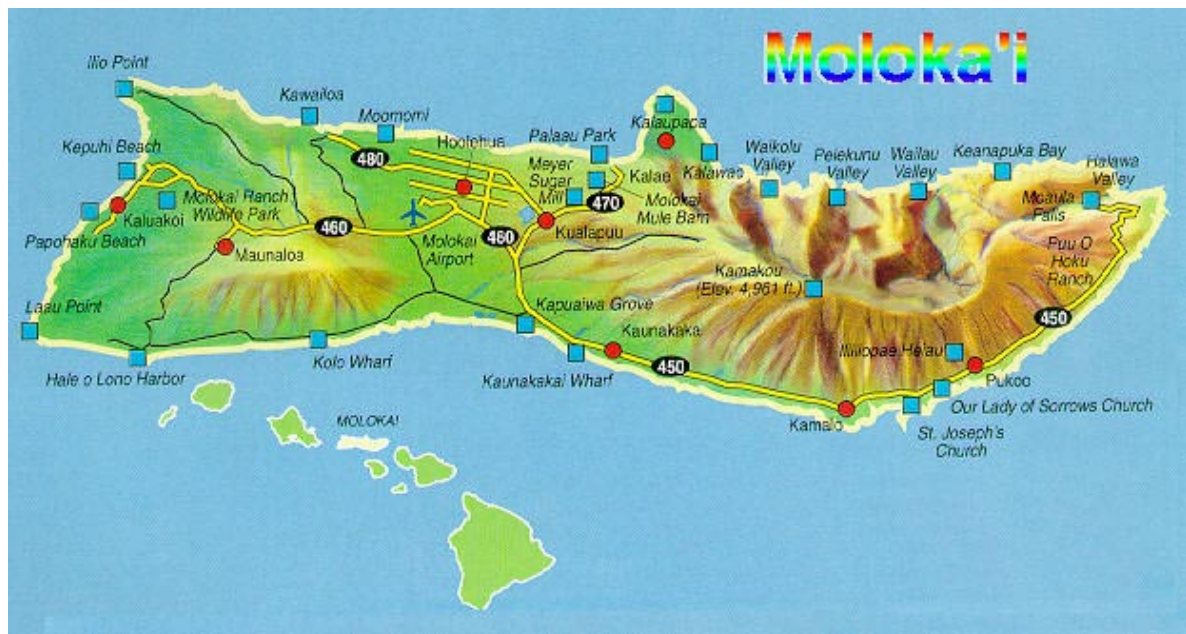 Moloka'i
Ilio Point
Kawailoa
Moomomi
Hoolehua
Palaau Park
Kalaupapa
Kepuhi Beach
480
Meyer
Sugar
Mill
Kalae
Kalawao
Waikolu
Valley
Pelekunu
Valley
Wailau
Valley
Keanapuka Bay
Halawa
Valley
Molokai Ranch
Wildlife Park
Kaluakoi
470
Molokai
Mule Barn
Moaula
Falls
Papohaku Beach
460
Molokai
Airport
460
Kualapuu
Maunaloa
Puu O
Hoku
Ranch
Kamakou
(Elev. 4,961 ft.)
Laau Point
Kapuaiwa Grove
Kaunakaka
450
Iliiliopae Heiau
Hale o Lono Harbor
Kolo Wharf
Kaunakakai Wharf
450
Pukoo
Our Lady of Sorrows Church
Kamalo
St. Joseph's
Church
MOLOKAI